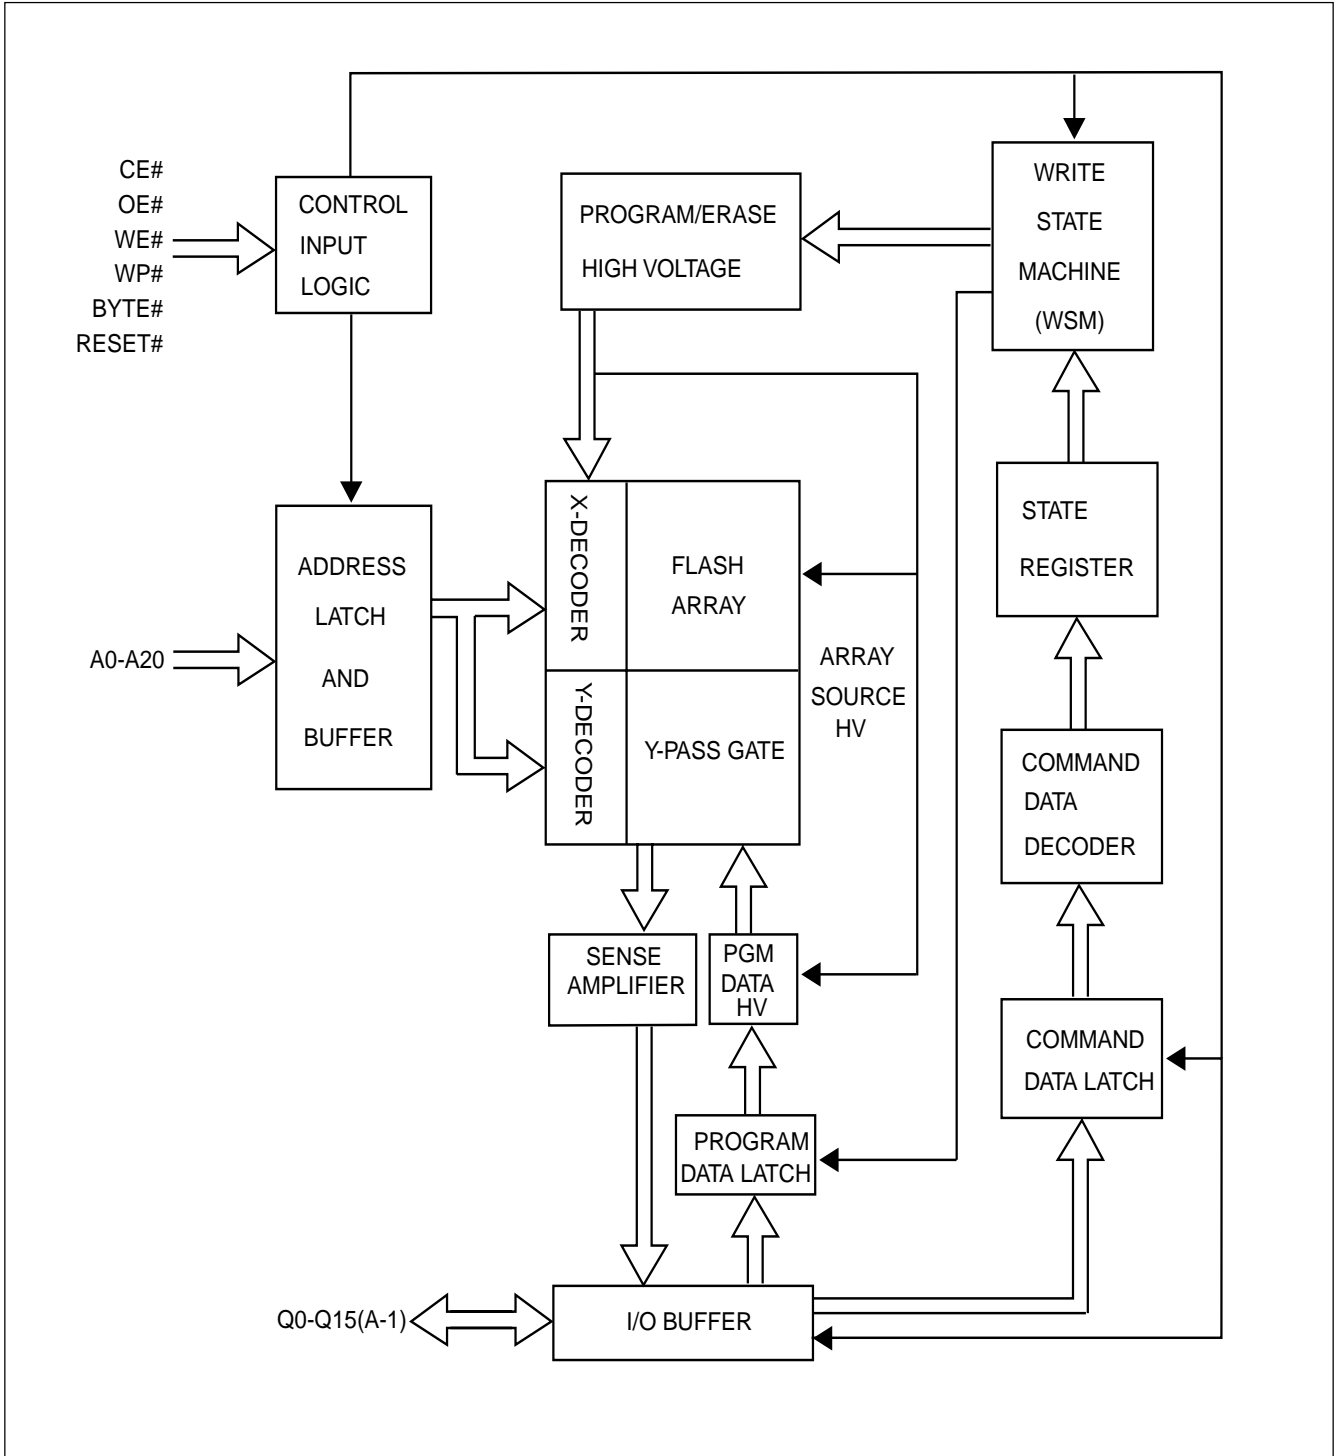 CE#
OE#
WE#
WP#
BYTE#
RESET#
CONTROL
INPUT
LOGIC
PROGRAM/ERASE
HIGH VOLTAGE
WRITE
STATE
MACHINE
(WSM)
STATE
REGISTER
A0-A20
ADDRESS
LATCH
AND
BUFFER
X-DECODER
FLASH
ARRAY
Y-DECODER
Y-PASS GATE
ARRAY
SOURCE
HV
COMMAND
DATA
DECODER
SENSE
AMPLIFIER
PGM
DATA
HV
COMMAND
DATA LATCH
PROGRAM
DATA LATCH
Q0-Q15(A-1)
I/O BUFFER